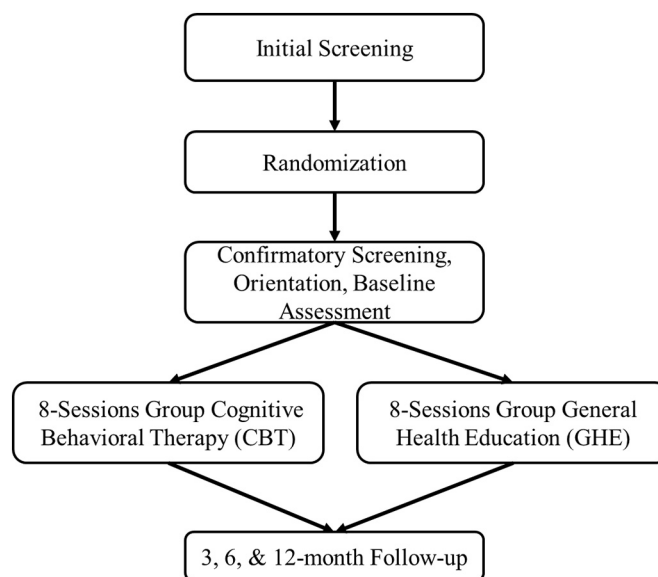 Initial Screening
Randomization
Confirmatory Screening,
Orientation, Baseline
Assessment
8-Sessions Group Cognitive
Behavioral Therapy (CBT)
8-Sessions Group General
Health Education (GHE)
3, 6, & 12-month Follow-up